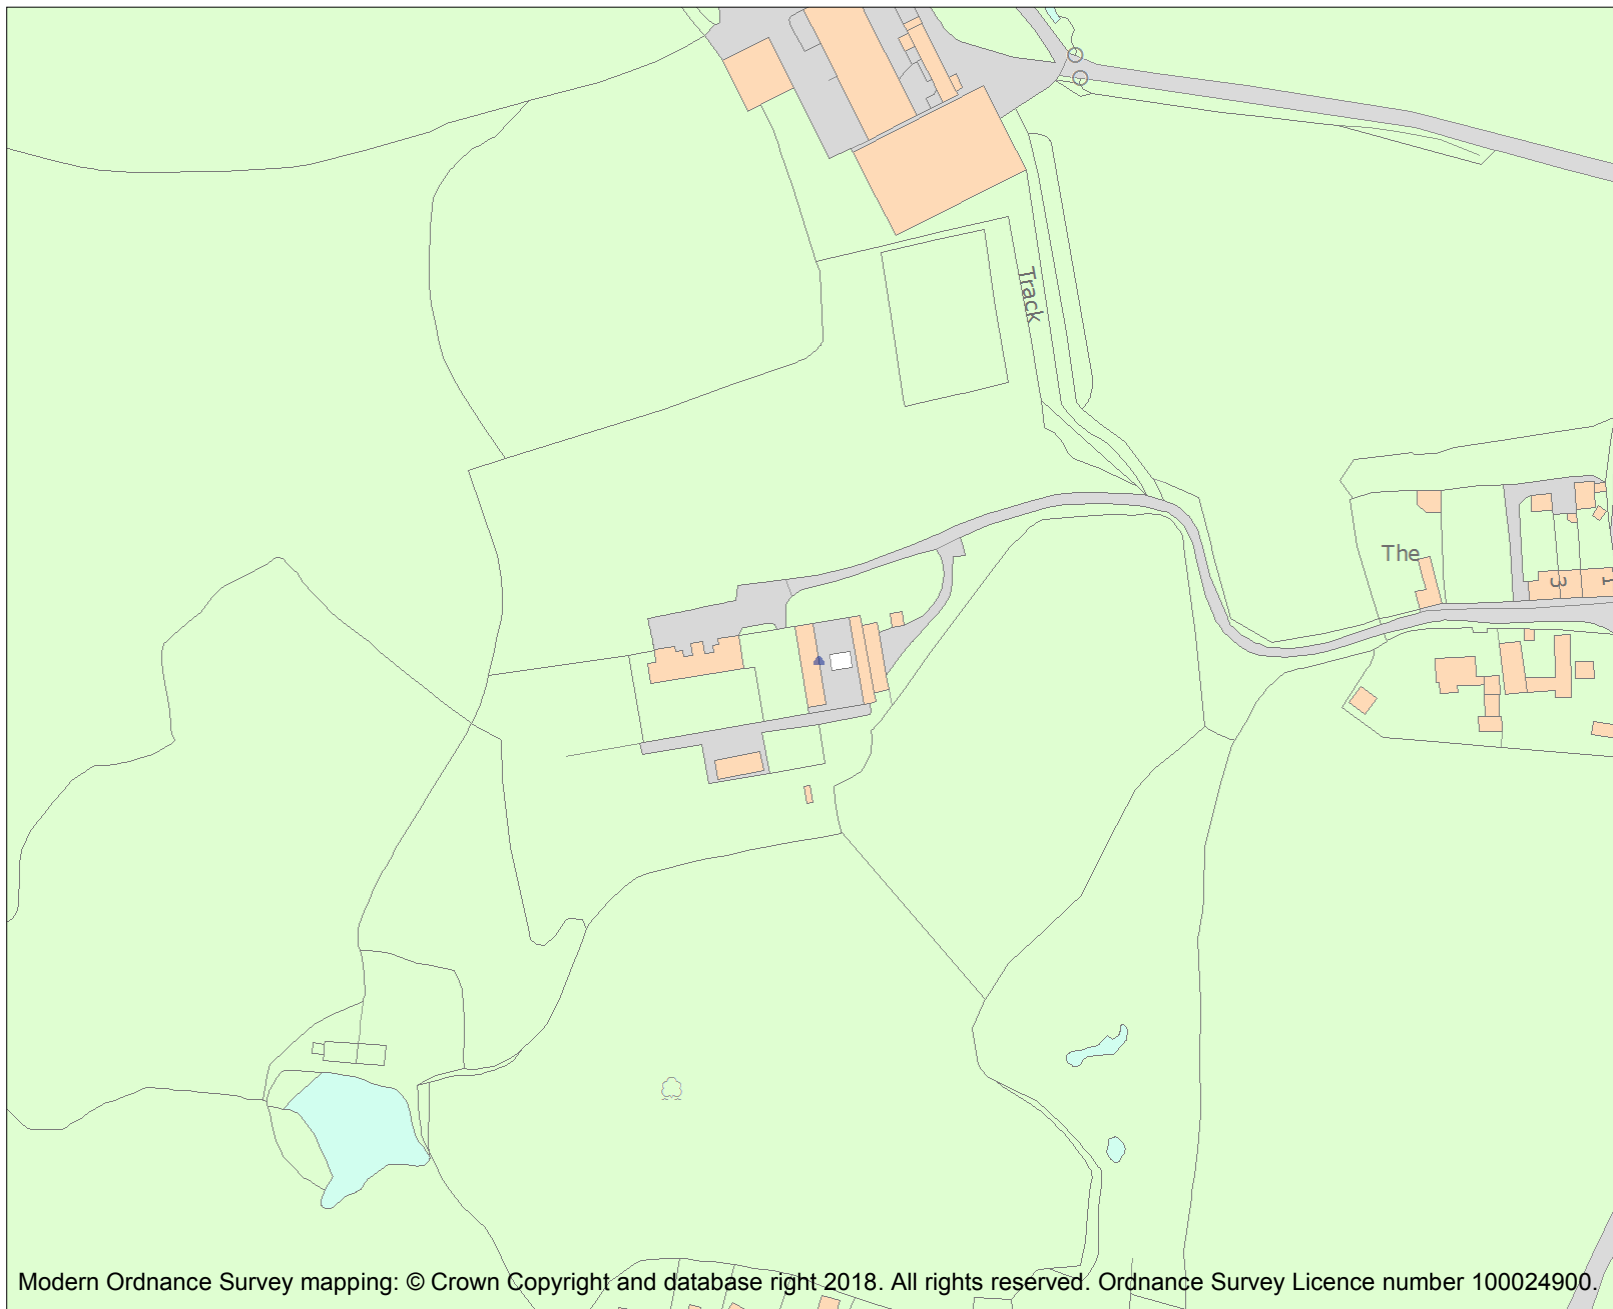 Track
The
3
1
Modern Ordnance Survey mapping: © Crown Copyright and database right 2018. All rights reserved. Ordnance Survey Licence number 100024900.